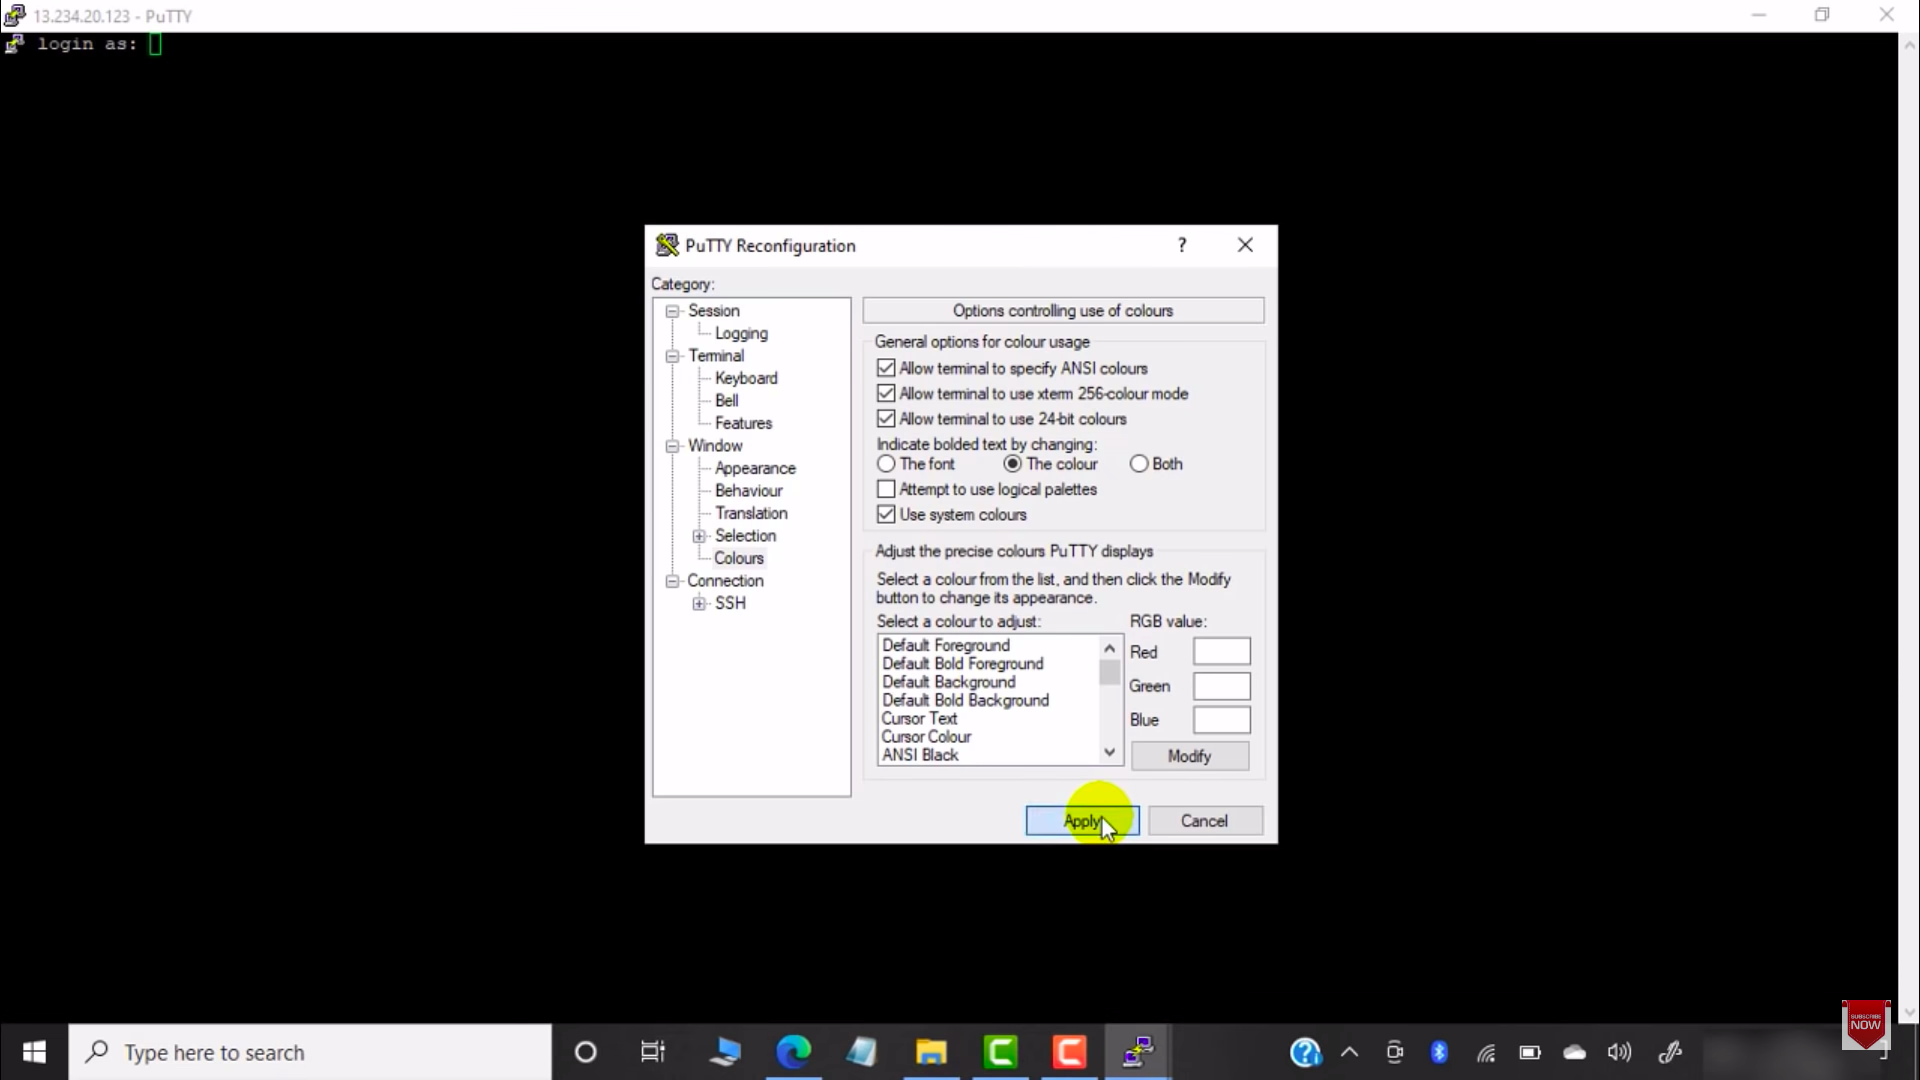 13.234.20.123 - PuTTY
login as:
PuTTY Reconfiguration
?
Category:
Session
Logging
Terminal
Keyboard
Bell
Features
Window
Appearance
Behaviour
Translation
Selection
Colours
Connection
SSH
Options controlling use of colours
General options for colour usage
Allow terminal to specify ANSI colours
Allow terminal to use xterm 256-colour mode
Allow terminal to use 24-bit colours
Indicate bolded text by changing:
The font The colour Both
Attempt to use logical palettes
Use system colours
Adjust the precise colours PuTTY displays
Select a colour from the list, and then click the Modify
button to change its appearance.
Select a colour to adjust:
Default Foreground
Default Bold Foreground
Default Background
Default Bold Background
Cursor Text
Cursor Colour
ANSI Black
RGB value:
Red
Green
Blue
Modify
Apply
Cancel
SUBSCRIBE
NOW
Type here to search